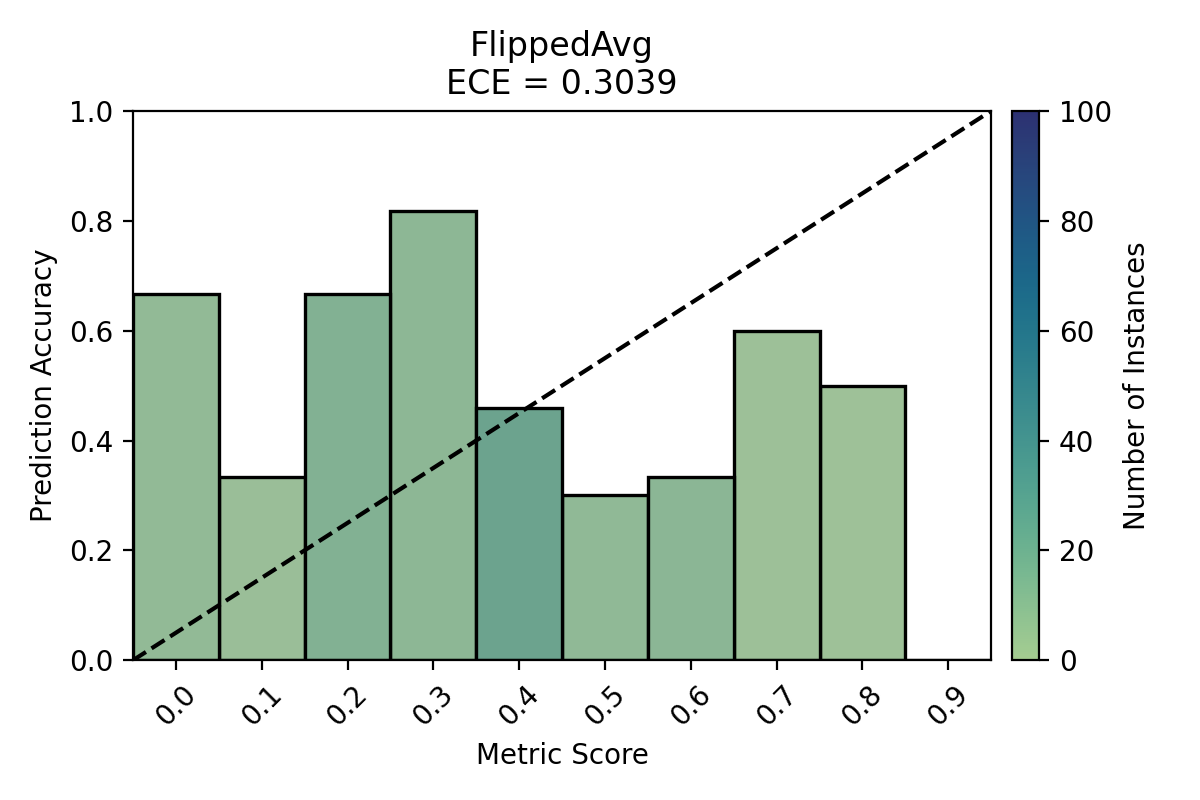 FlippedAvg
ECE = 0.3039
1.0
0.8
0.6
0.4
0.2
0.0
Prediction Accuracy
0.0 0.1 0.2 0.3 0.4 0.5 0.6 0.7 0.8 0.9
Metric Score
100
80
60
40
20
0
Number of Instances